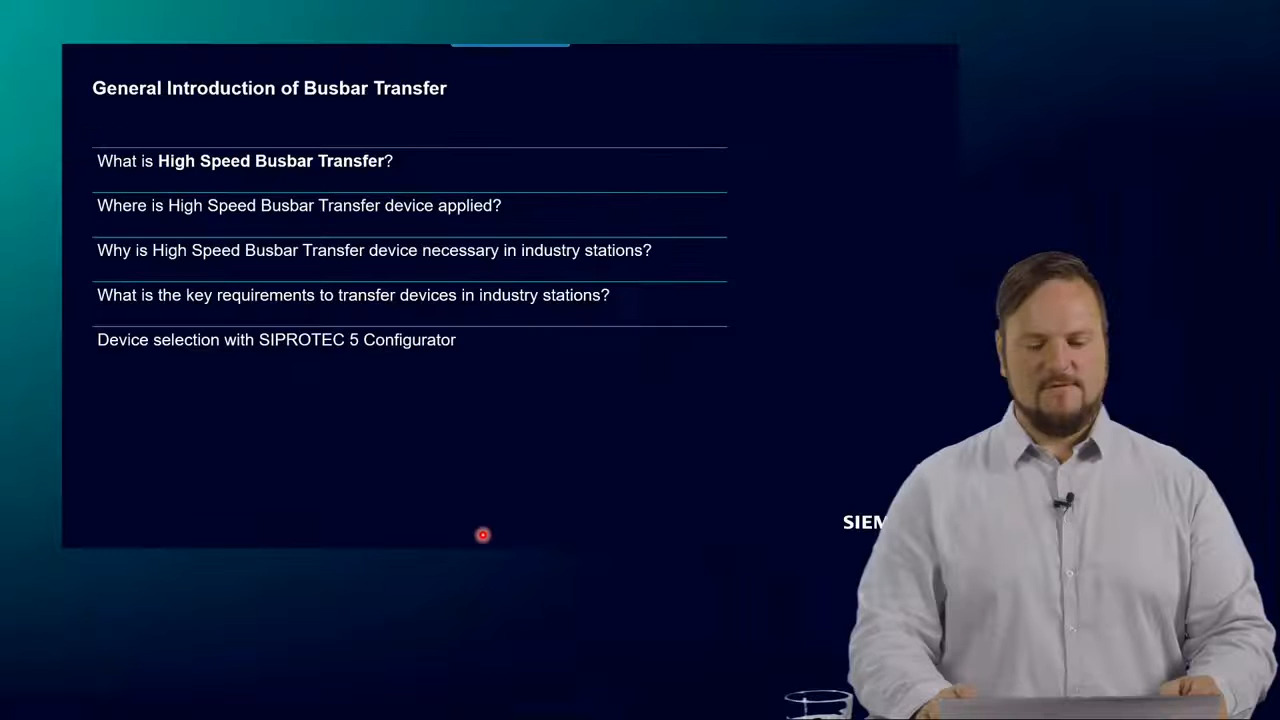 General Introduction of Busbar Transfer
What is High Speed Busbar Transfer?
Where is High Speed Busbar Transfer device applied?
Why is High Speed Busbar Transfer device necessary in industry stations?
What is the key requirements to transfer devices in industry stations?
Device selection with SIPROTEC 5 Configurator
SIEM